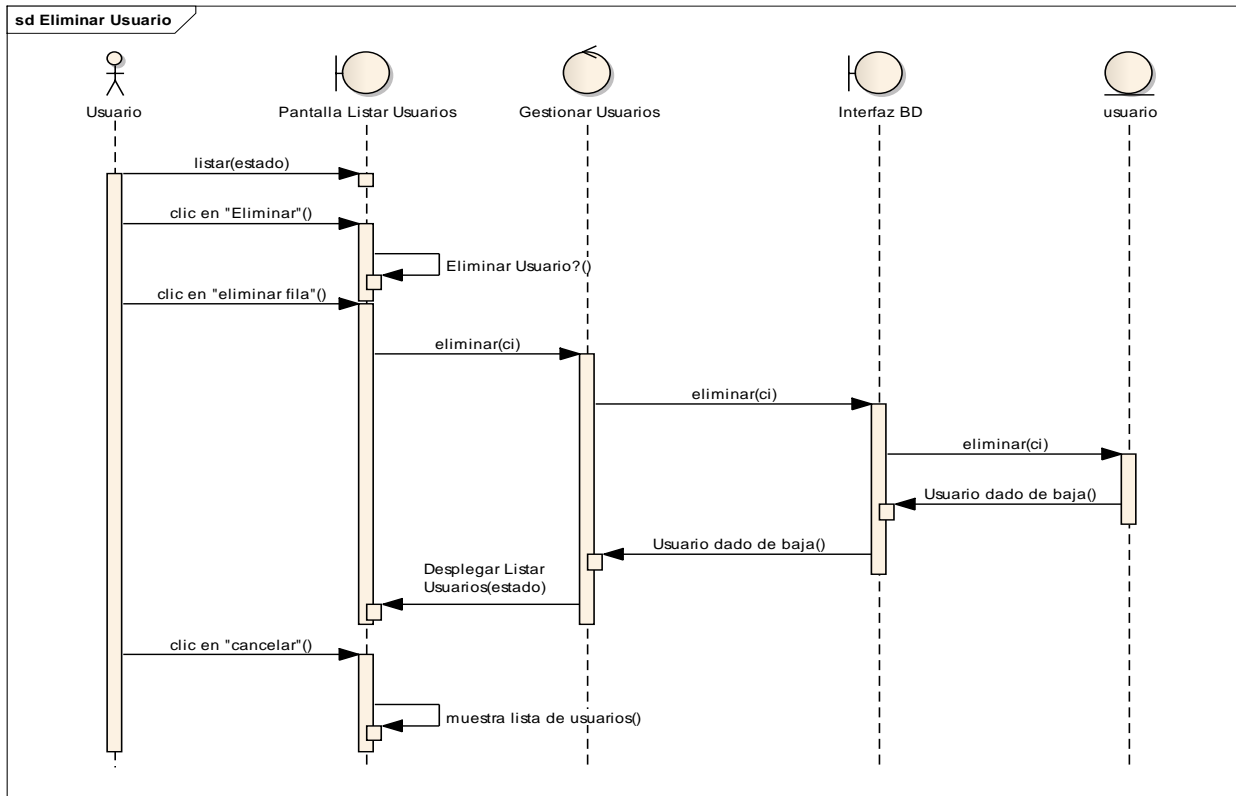 sd Eliminar Usuario
Usuario
Pantalla Listar Usuarios
Gestionar Usuarios
Interfaz BD
usuario
listar(estado)
clic en "Eliminar"()
Eliminar Usuario?()
clic en "eliminar fila"()
eliminar(ci)
eliminar(ci)
eliminar(ci)
Usuario dado de baja()
Usuario dado de baja()
Desplegar Listar
Usuarios(estado)
clic en "cancelar"()
muestra lista de usuarios()